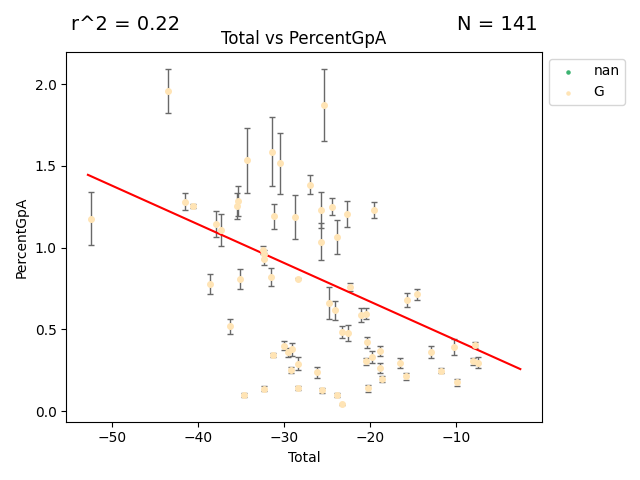 r^2 = 0.22
N = 141
Total vs PercentGpA
nan
G
PercentGpA
2.0
1.5
1.0
0.5
0.0
−50
−40
−30
−20
−10
Total